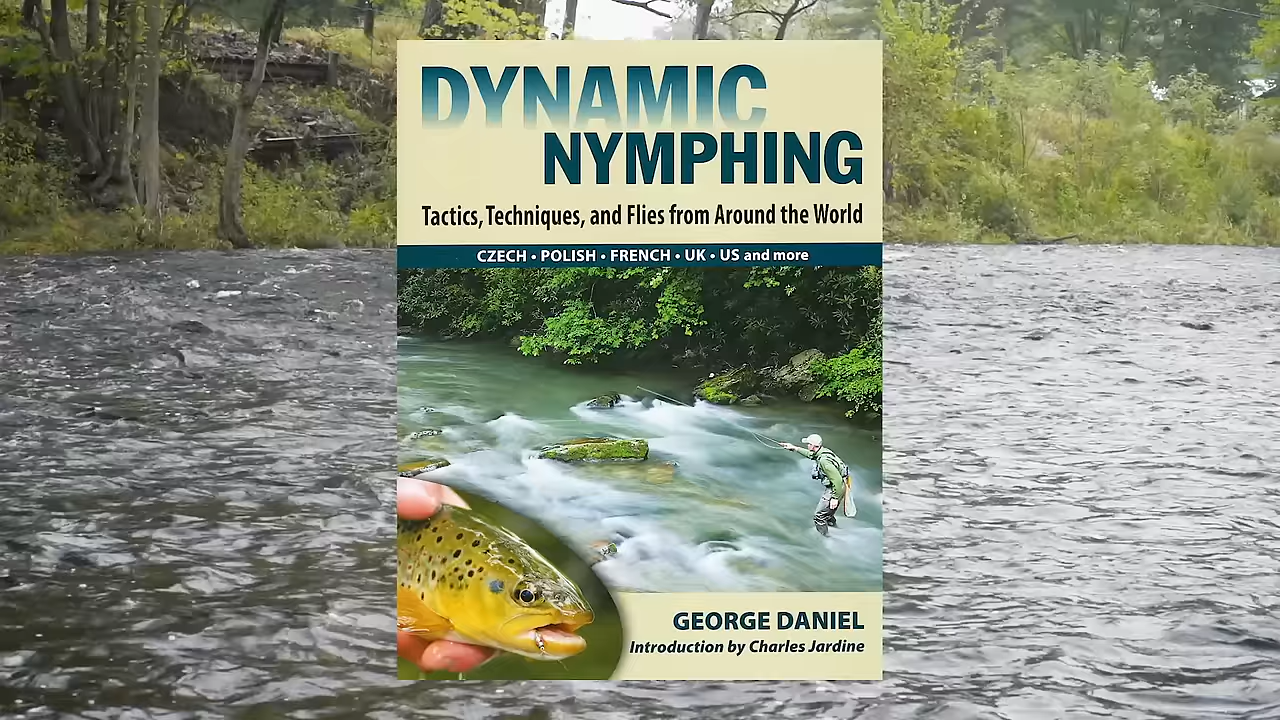 DYNAMIC
NYMPHING
Tactics, Techniques, and Flies from Around the World
CZECH • POLISH • FRENCH • UK • US and more
GEORGE DANIEL
Introduction by Charles Jardine